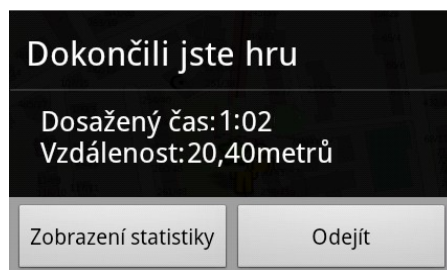 Dokončili jste hru
Dosažený čas:1:02
Vzdálenost:20,40metrů
Zobrazení statistiky
Odejít